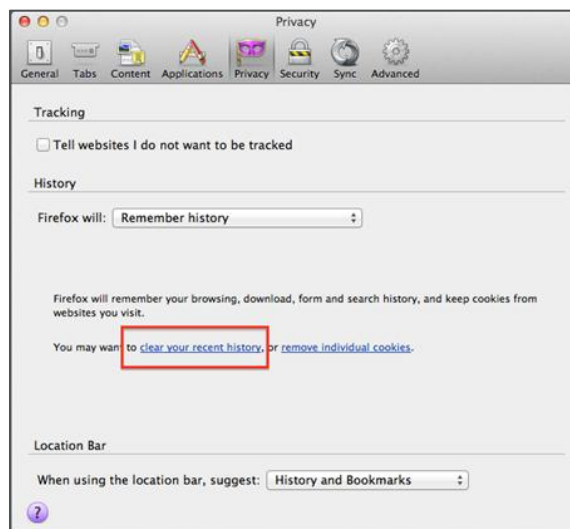 Privacy
General Tabs Content Applications Privacy Security Sync Advanced
Tracking
Tell websites I do not want to be tracked
History
Firefox will: Remember history
Firefox will remember your browsing, download, form and search history, and keep cookies from
websites you visit.
You may want to clear your recent history, or remove individual cookies.
Location Bar
When using the location bar, suggest: History and Bookmarks
?